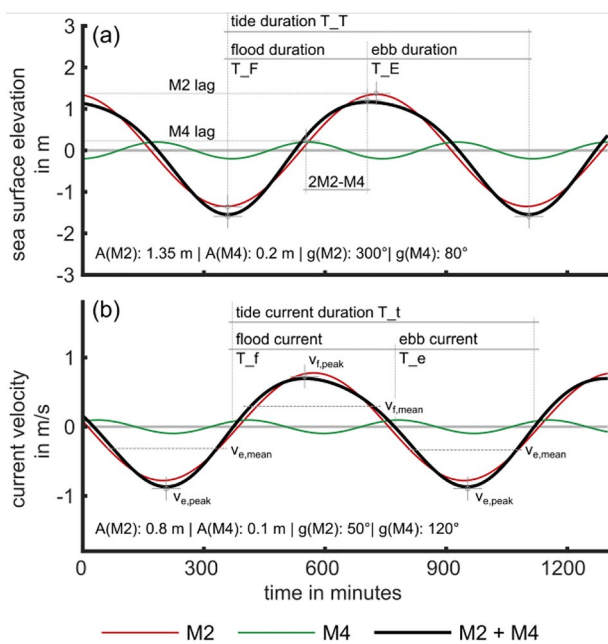 (a)
tide duration T_T
flood duration
ebb duration
T_F
T_E
M2 lag
M4 lag
2M2-M4
sea surface elevation
in m
3
2
1
0
-1
-2
-3
A(M2): 1.35 m | A(M4): 0.2 m | g(M2): 300°| g(M4): 80°
(b)
tide current duration T_t
flood current
ebb current
T_f
T_e
v_f,peak
v_f,mean
v_e,mean
v_e,mean
v_e,peak
v_e,peak
current velocity
in m/s
1
0
-1
A(M2): 0.8 m | A(M4): 0.1 m | g(M2): 50°| g(M4): 120°
0 300 600 900 1200
time in minutes
M2 M4 M2 + M4